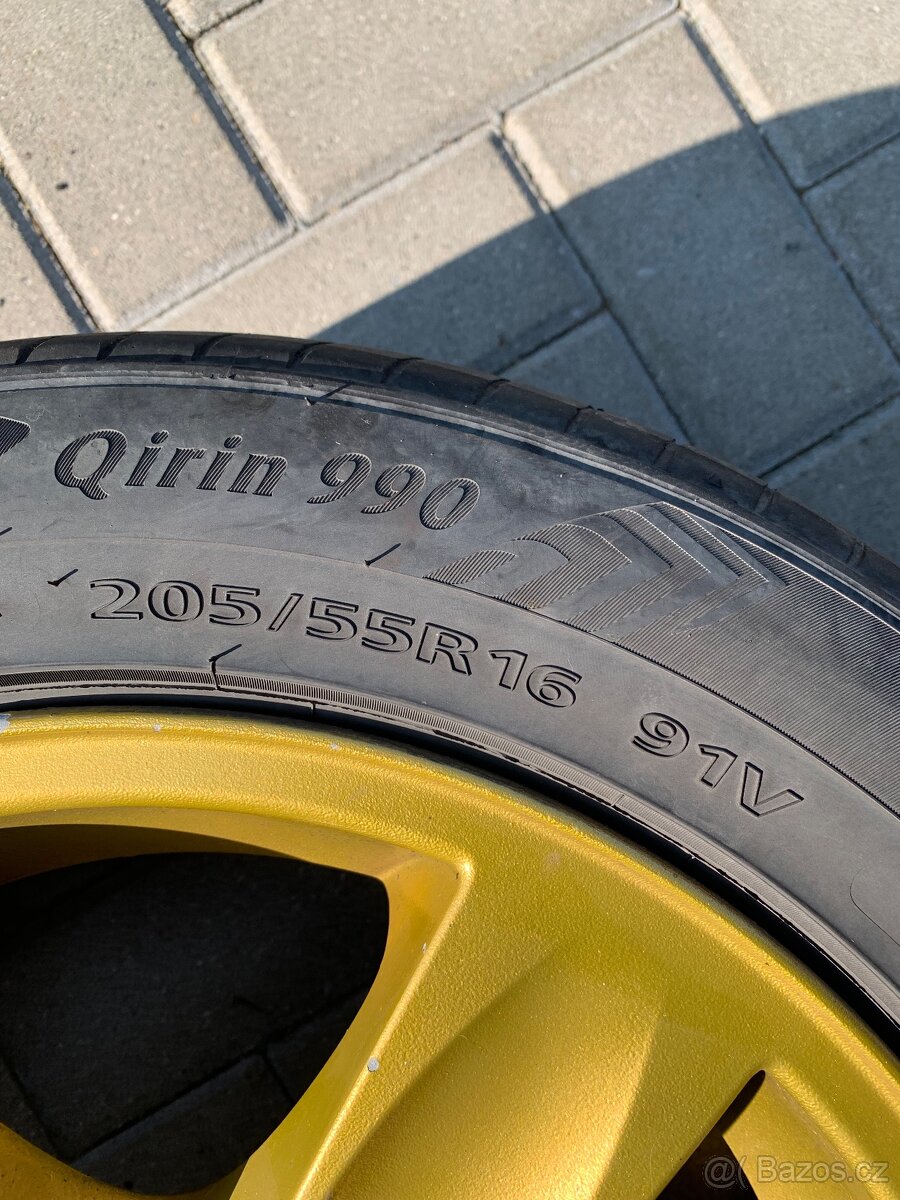 Qirin 990
205/55R16 91V
@( Bazos.cz